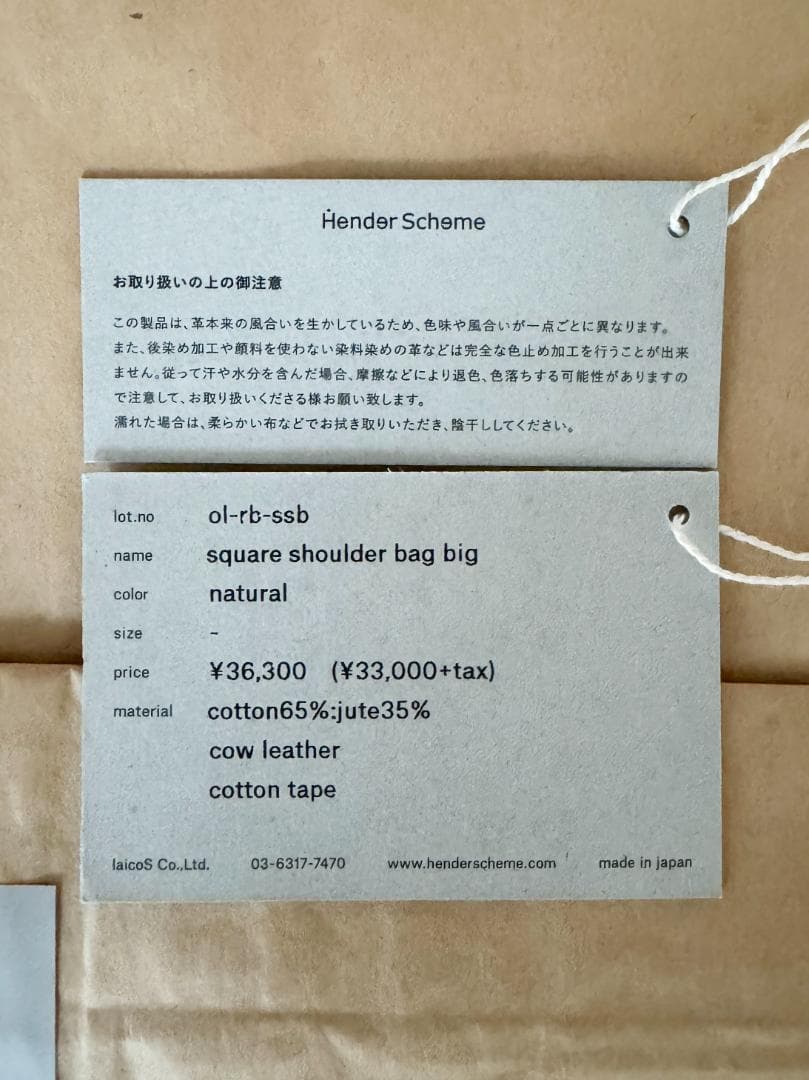 Hender Scheme
お取り扱いの上の御注意
この製品は、革本来の風合いを生かしているため、色味や風合いが一点ごとに異なります。
また、後染め加工や顔料を使わない染料染めの革などは完全な色止め加工を行うことが出来
ません。従って汗や水分を含んだ場合、摩擦などにより退色、色落ちする可能性がありますの
で注意して、お取り扱いくださる様お願い致します。
濡れた場合は、柔らかい布などでお拭き取りいただき、陰干ししてください。
lot.no ol-rb-ssb
name square shoulder bag big
color natural
size -
price ¥36,300 (¥33,000+tax)
material cotton65%:jute35%
cow leather
cotton tape
laicoS Co.,Ltd. 03-6317-7470 www.henderscheme.com made in japan